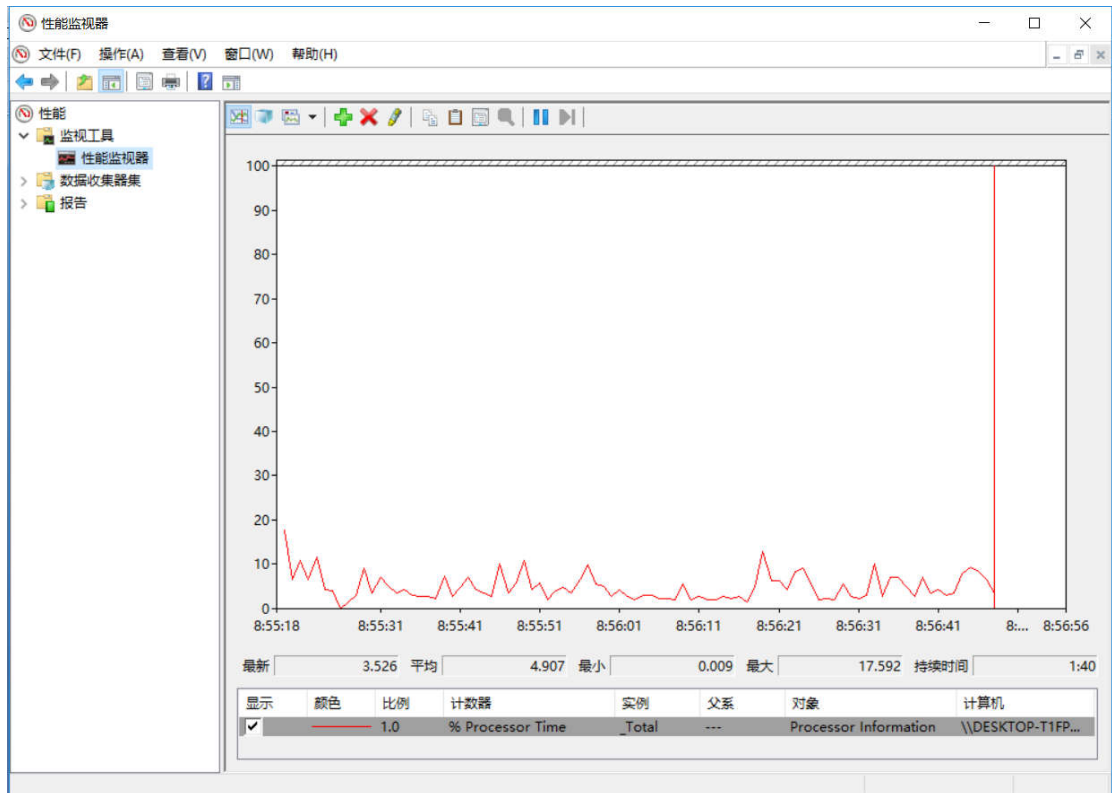 性能监视器
文件(F) 操作(A) 查看(V) 窗口(W) 帮助(H)
性能
监视工具
性能监视器
数据收集器集
报告
100
90
80
70
60
50
40
30
20
10
0
8:55:18 8:55:31 8:55:41 8:55:51 8:56:01 8:56:11 8:56:21 8:56:31 8:56:41 8:... 8:56:56
最新 3.526 平均 4.907 最小 0.009 最大 17.592 持续时间 1:40
显示 颜色 比例 计数器 实例 父系 对象 计算机
1.0 % Processor Time _Total --- Processor Information \\DESKTOP-T1FP...